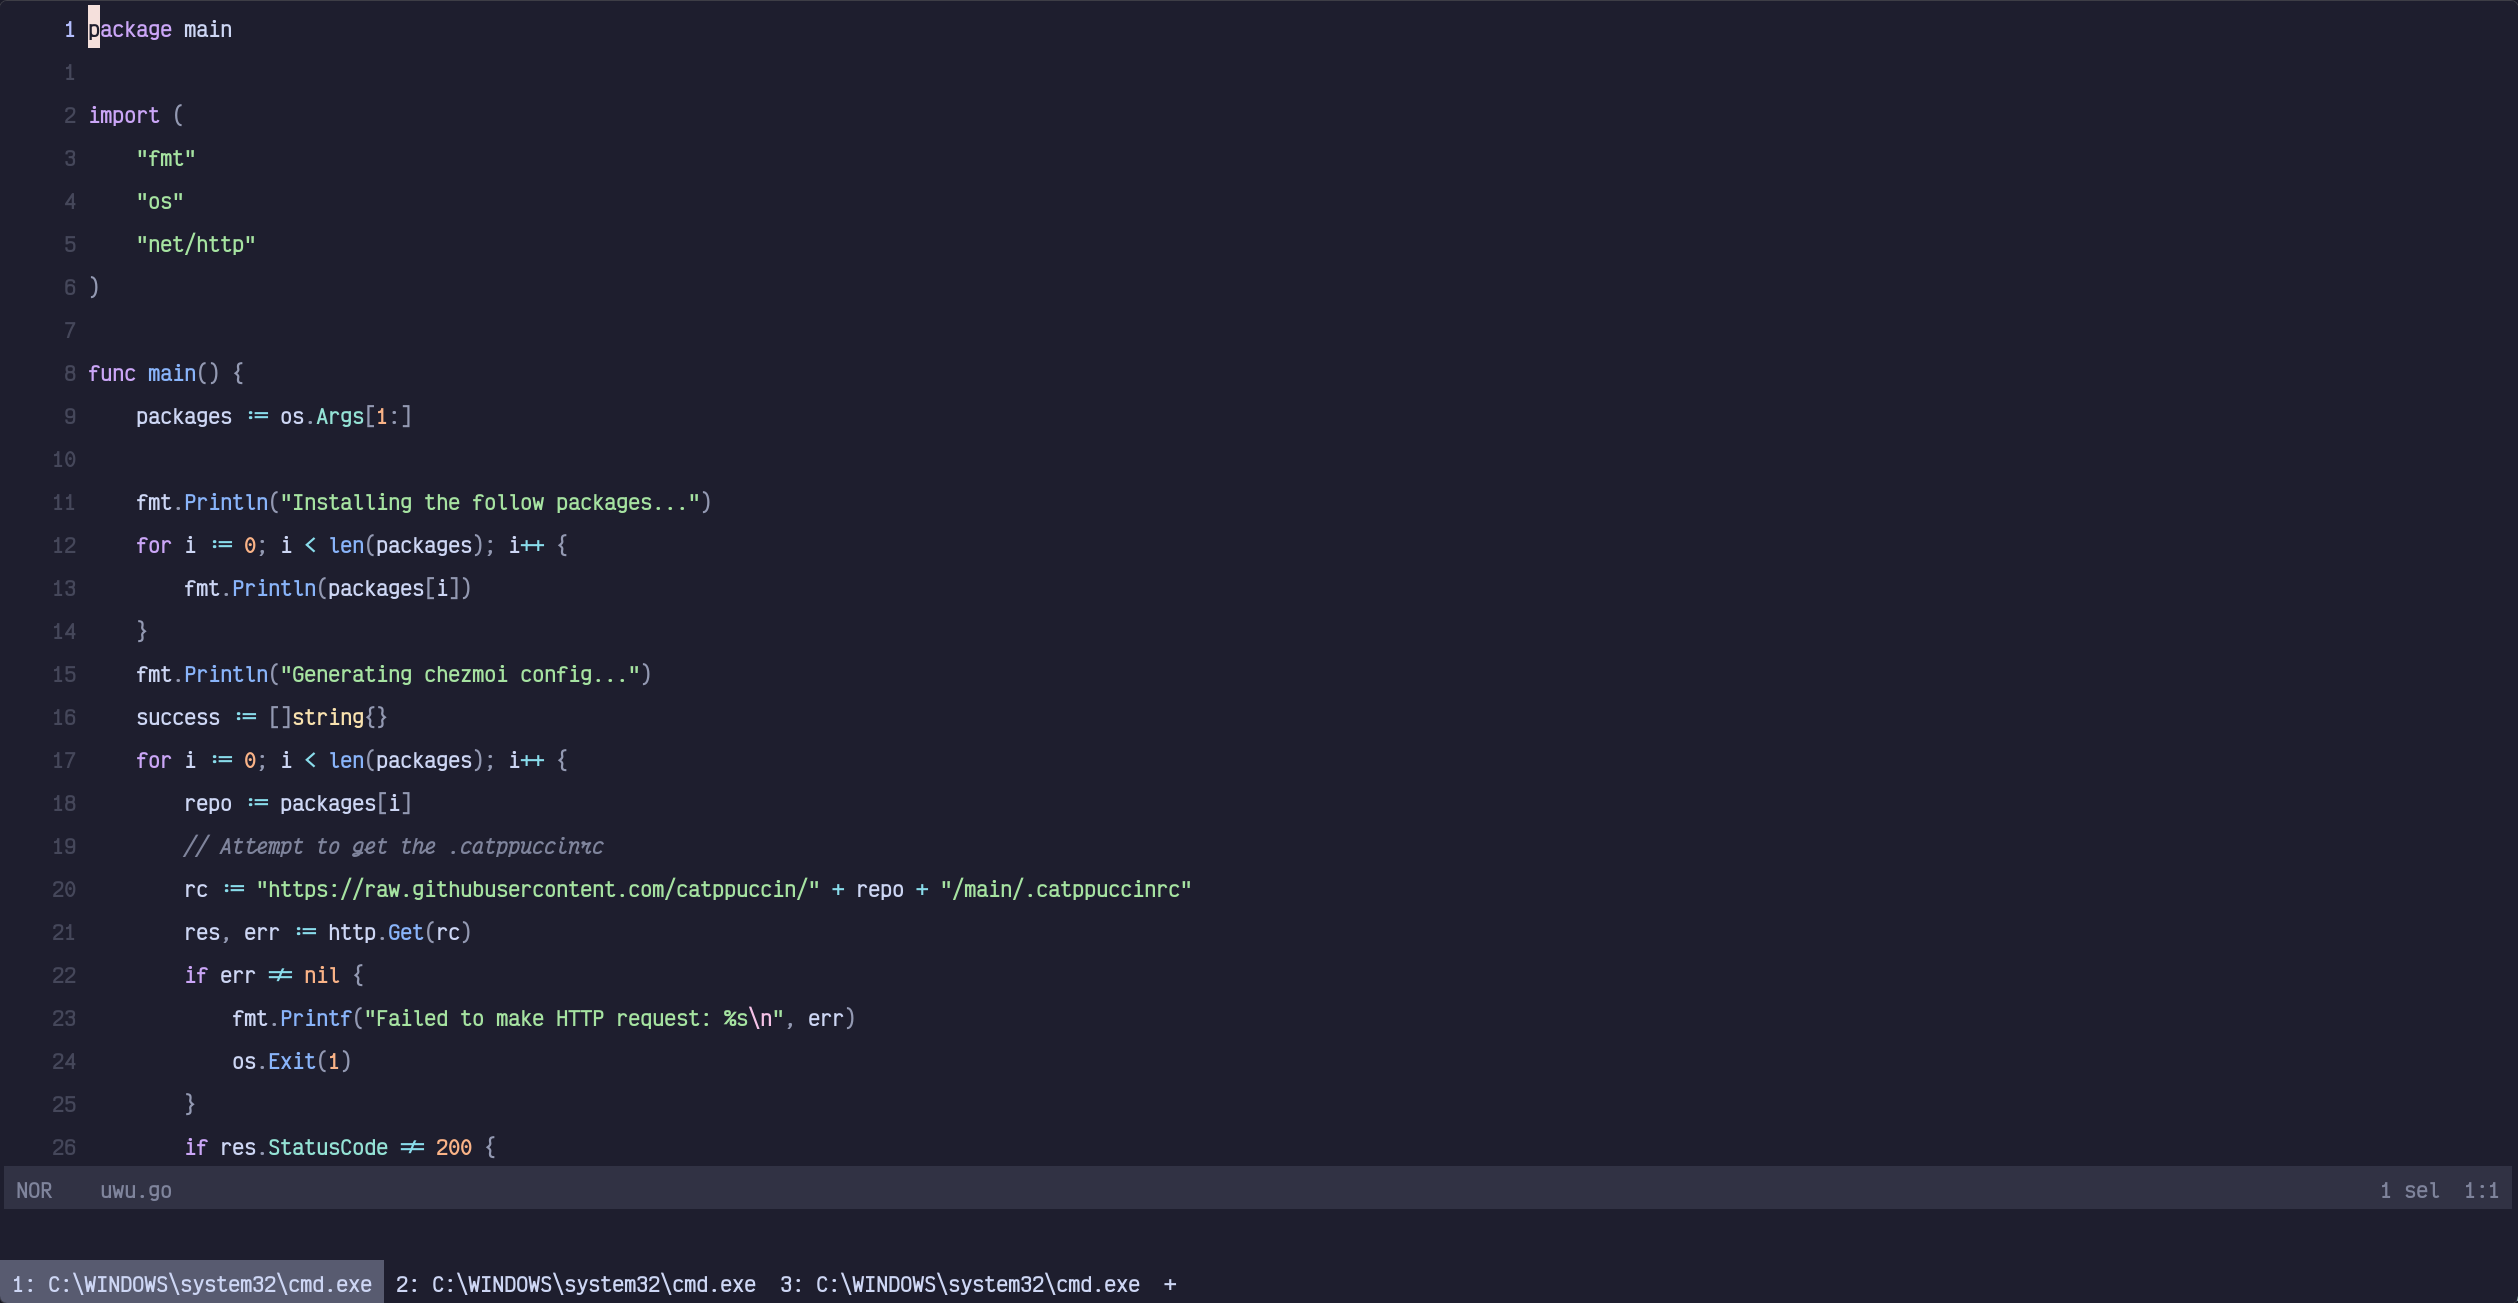 1 package main
1
2 import (
3     "fmt"
4     "os"
5     "net/http"
6 )
7
8 func main() {
9     packages := os.Args[1:]
10
11     fmt.Println("Installing the follow packages...")
12     for i := 0; i < len(packages); i++ {
13         fmt.Println(packages[i])
14     }
15     fmt.Println("Generating chezmoi config...")
16     success := []string{}
17     for i := 0; i < len(packages); i++ {
18         repo := packages[i]
19         // Attempt to get the .catppuccinrc
20         rc := "https://raw.githubusercontent.com/catppuccin/" + repo + "/main/.catppuccinrc"
21         res, err := http.Get(rc)
22         if err != nil {
23             fmt.Printf("Failed to make HTTP request: %s\n", err)
24             os.Exit(1)
25         }
26         if res.StatusCode != 200 {
NOR    uwu.go    1 sel  1:1
1: C:\WINDOWS\system32\cmd.exe  2: C:\WINDOWS\system32\cmd.exe  3: C:\WINDOWS\system32\cmd.exe  +